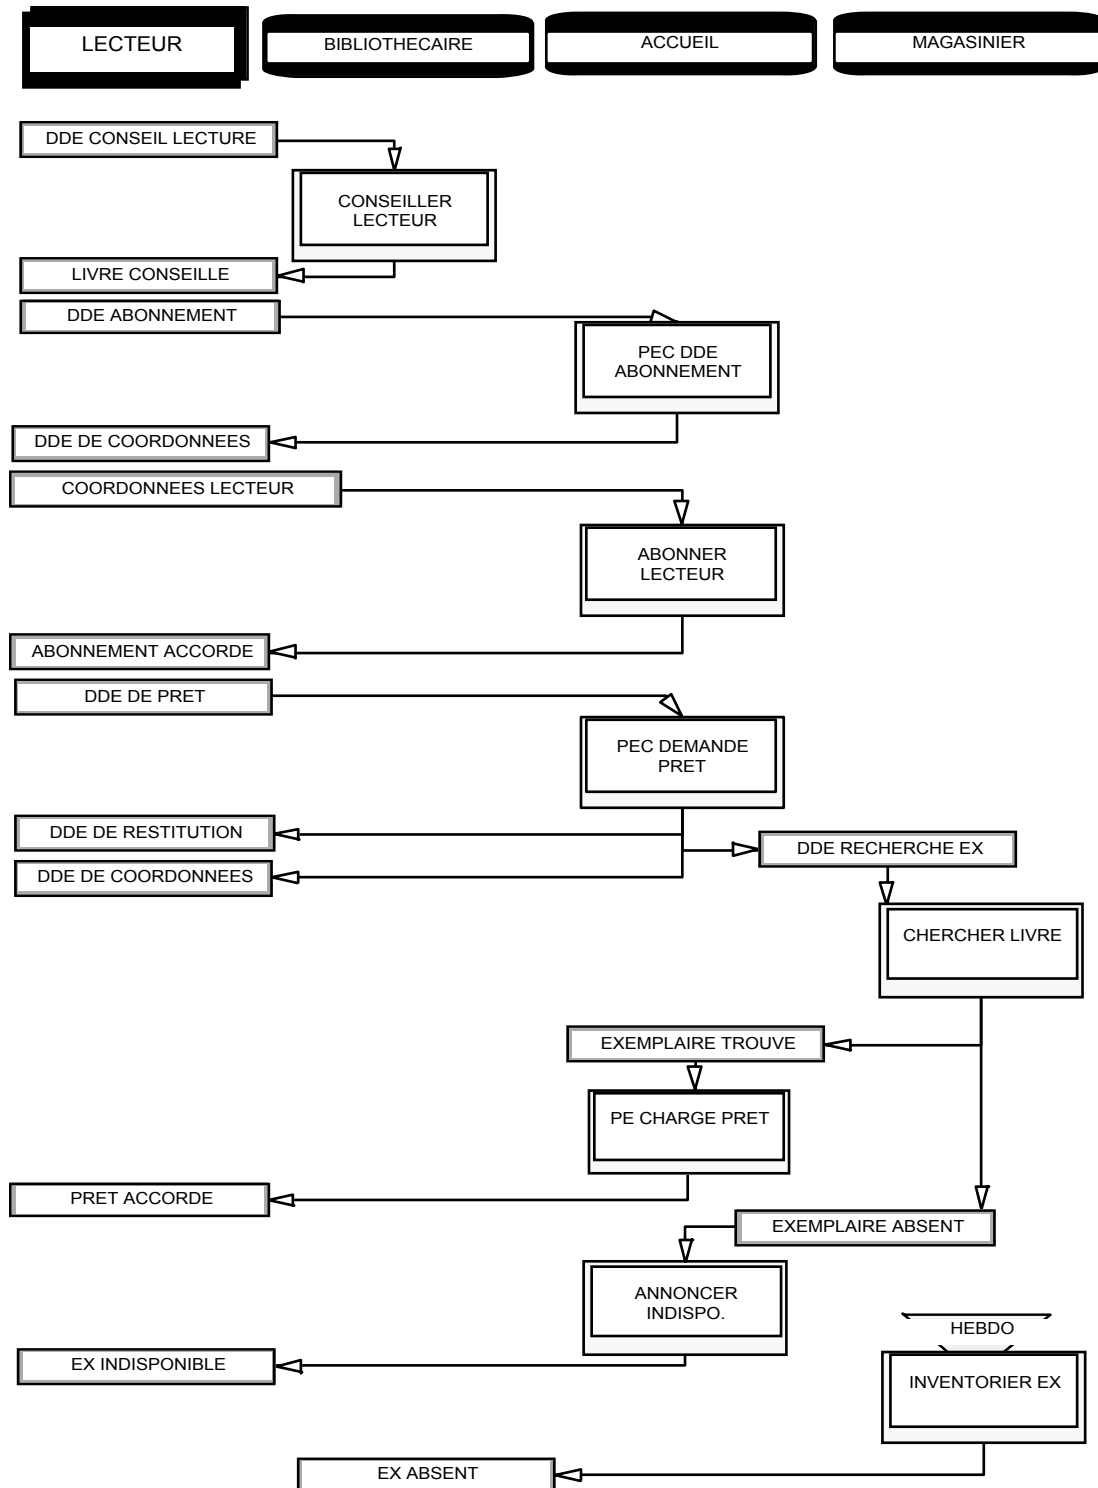 LECTEUR
BIBLIOTHECAIRE
ACCUEIL
MAGASINIER
DDE CONSEIL LECTURE
CONSEILLER
LECTEUR
LIVRE CONSEILLE
DDE ABONNEMENT
PEC DDE
ABONNEMENT
DDE DE COORDONNEES
COORDONNEES LECTEUR
ABONNER
LECTEUR
ABONNEMENT ACCORDE
DDE DE PRET
PEC DEMANDE
PRET
DDE DE RESTITUTION
DDE RECHERCHE EX
DDE DE COORDONNEES
CHERCHER LIVRE
EXEMPLAIRE TROUVE
PE CHARGE PRET
PRET ACCORDE
EXEMPLAIRE ABSENT
ANNONCER
INDISPO.
HEBDO
EX INDISPONIBLE
INVENTORIER EX
EX ABSENT